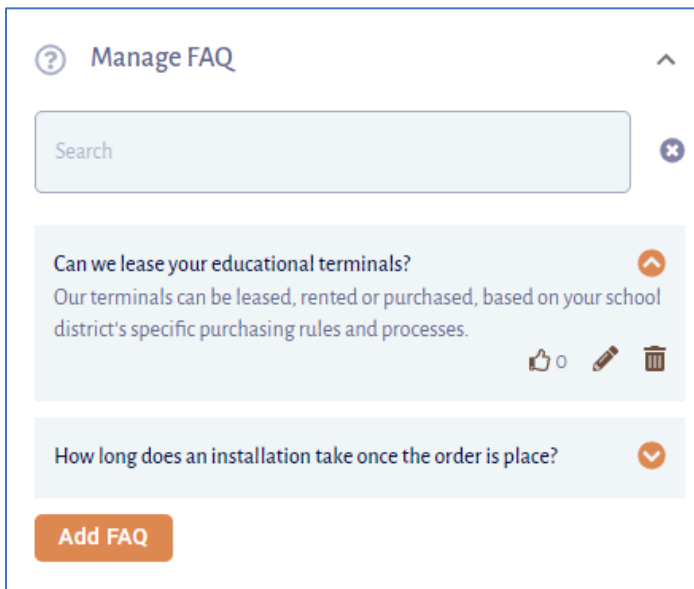 Manage FAQ
Search
Can we lease your educational terminals?
Our terminals can be leased, rented or purchased, based on your school
district's specific purchasing rules and processes.
0
How long does an installation take once the order is place?
Add FAQ